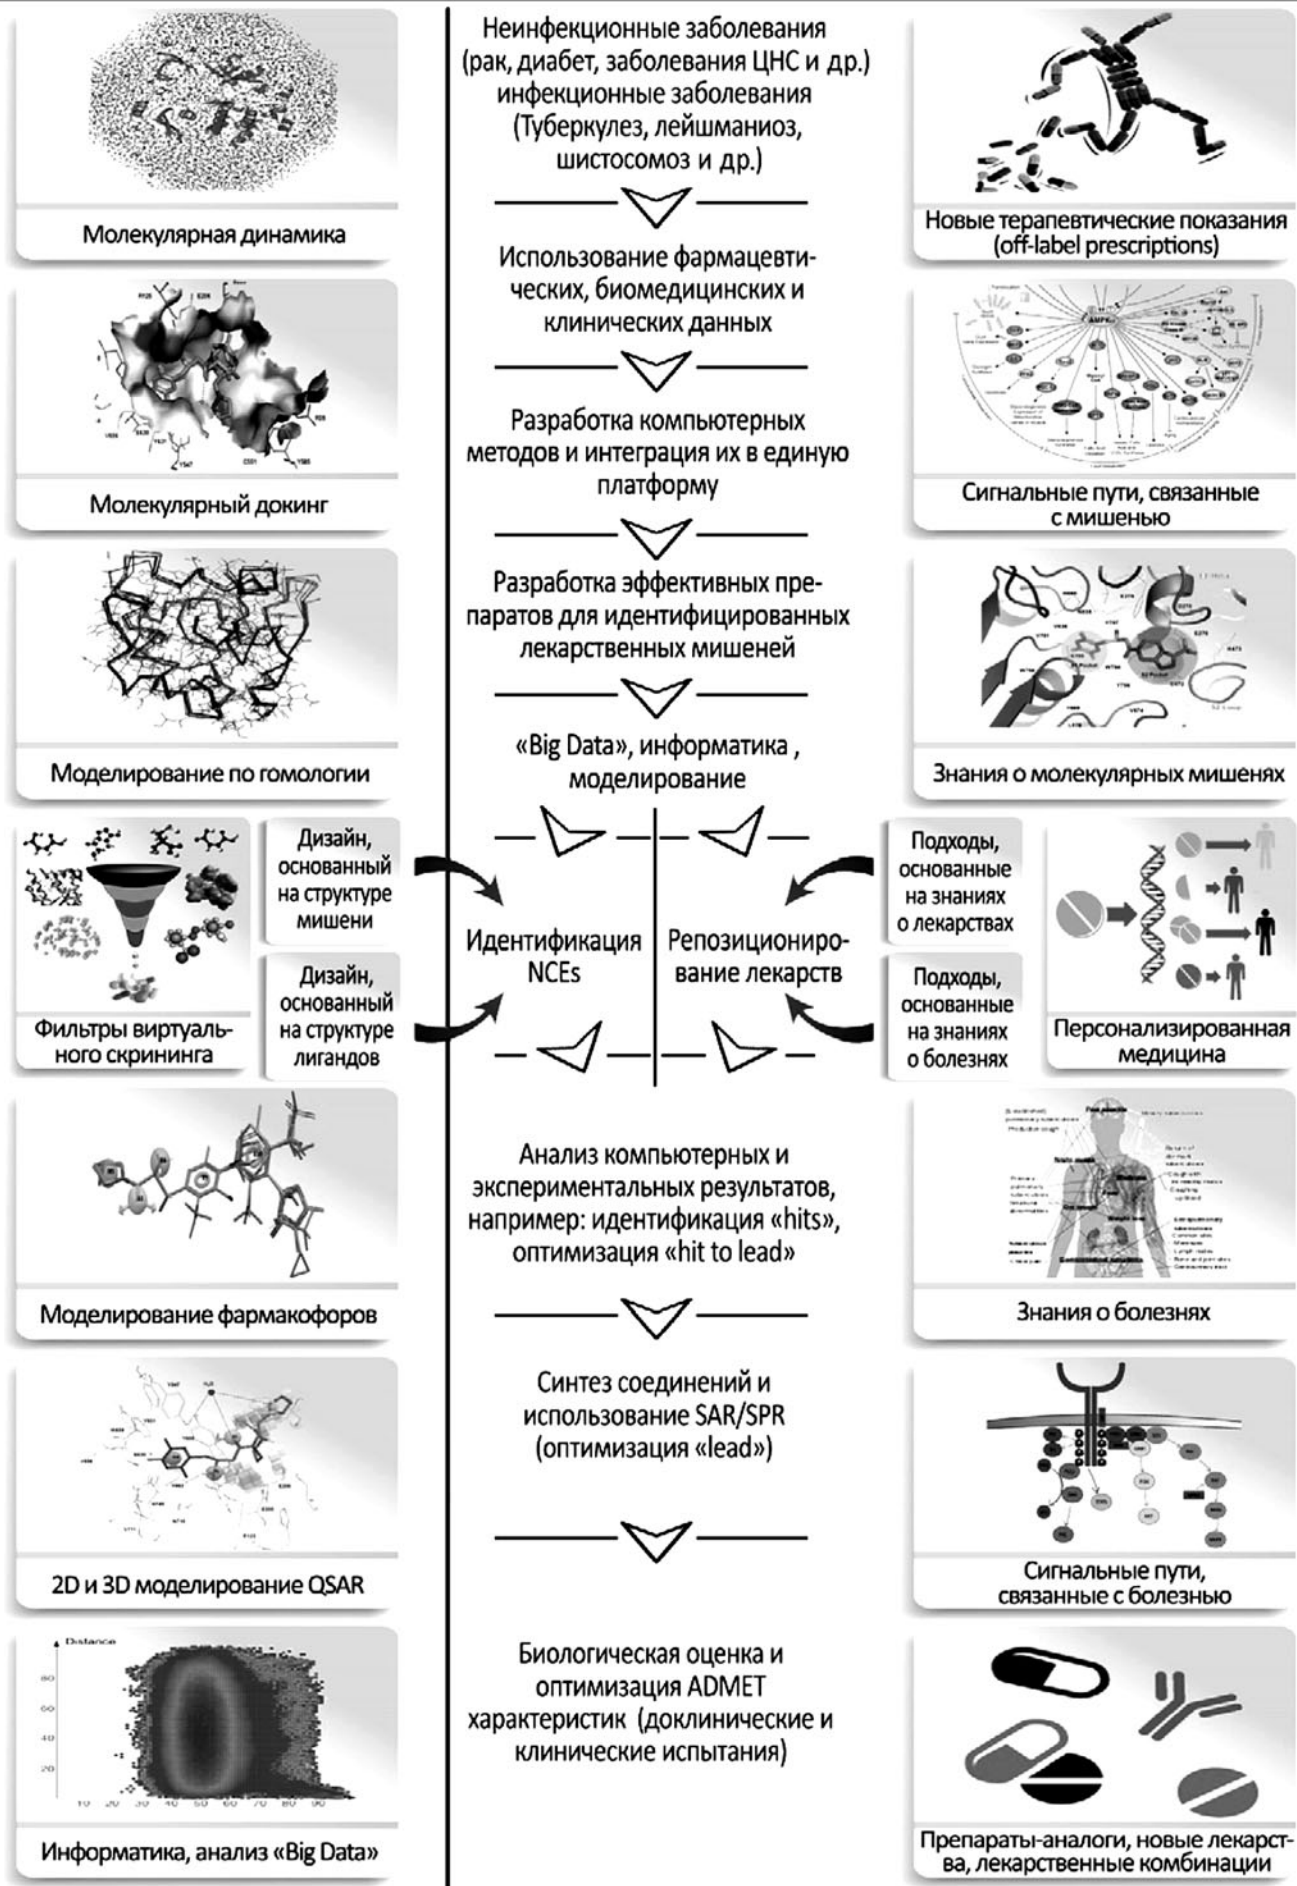 Молекулярная динамика
Молекулярный докинг
Моделирование по гомологии
Фильтры виртуаль-
ного скрининга
Дизайн,
основанный
на структуре
мишени
Дизайн,
основанный
на структуре
лигандов
Моделирование фармакофоров
2D и 3D моделирование QSAR
Distance
80
60
40
20
10 20 30 40 50 60 70 80 90
Информатика, анализ «Big Data»
Неинфекционные заболевания
(рак, диабет, заболевания ЦНС и др.)
инфекционные заболевания
(Туберкулез, лейшманиоз,
шистосомоз и др.)
Использование фармацевти-
ческих, биомедицинских и
клинических данных
Разработка компьютерных
методов и интеграция их в единую
платформу
Разработка эффективных пре-
паратов для идентифицированных
лекарственных мишеней
«Big Data», информатика ,
моделирование
Идентификация
NCEs
Репозициониро-
вание лекарств
Анализ компьютерных и
экспериментальных результатов,
например: идентификация «hits»,
оптимизация «hit to lead»
Синтез соединений и
использование SAR/SPR
(оптимизация «lead»)
Биологическая оценка и
оптимизация ADMET
характеристик (доклинические и
клинические испытания)
Новые терапевтические показания
(off-label prescriptions)
AMPK
Сигнальные пути, связанные
с мишенью
Знания о молекулярных мишенях
Подходы,
основанные
на знаниях
о лекарствах
Подходы,
основанные
на знаниях
о болезнях
Персонализированная
медицина
Знания о болезнях
Сигнальные пути,
связанные с болезнью
Препараты-аналоги, новые лекарст-
ва, лекарственные комбинации